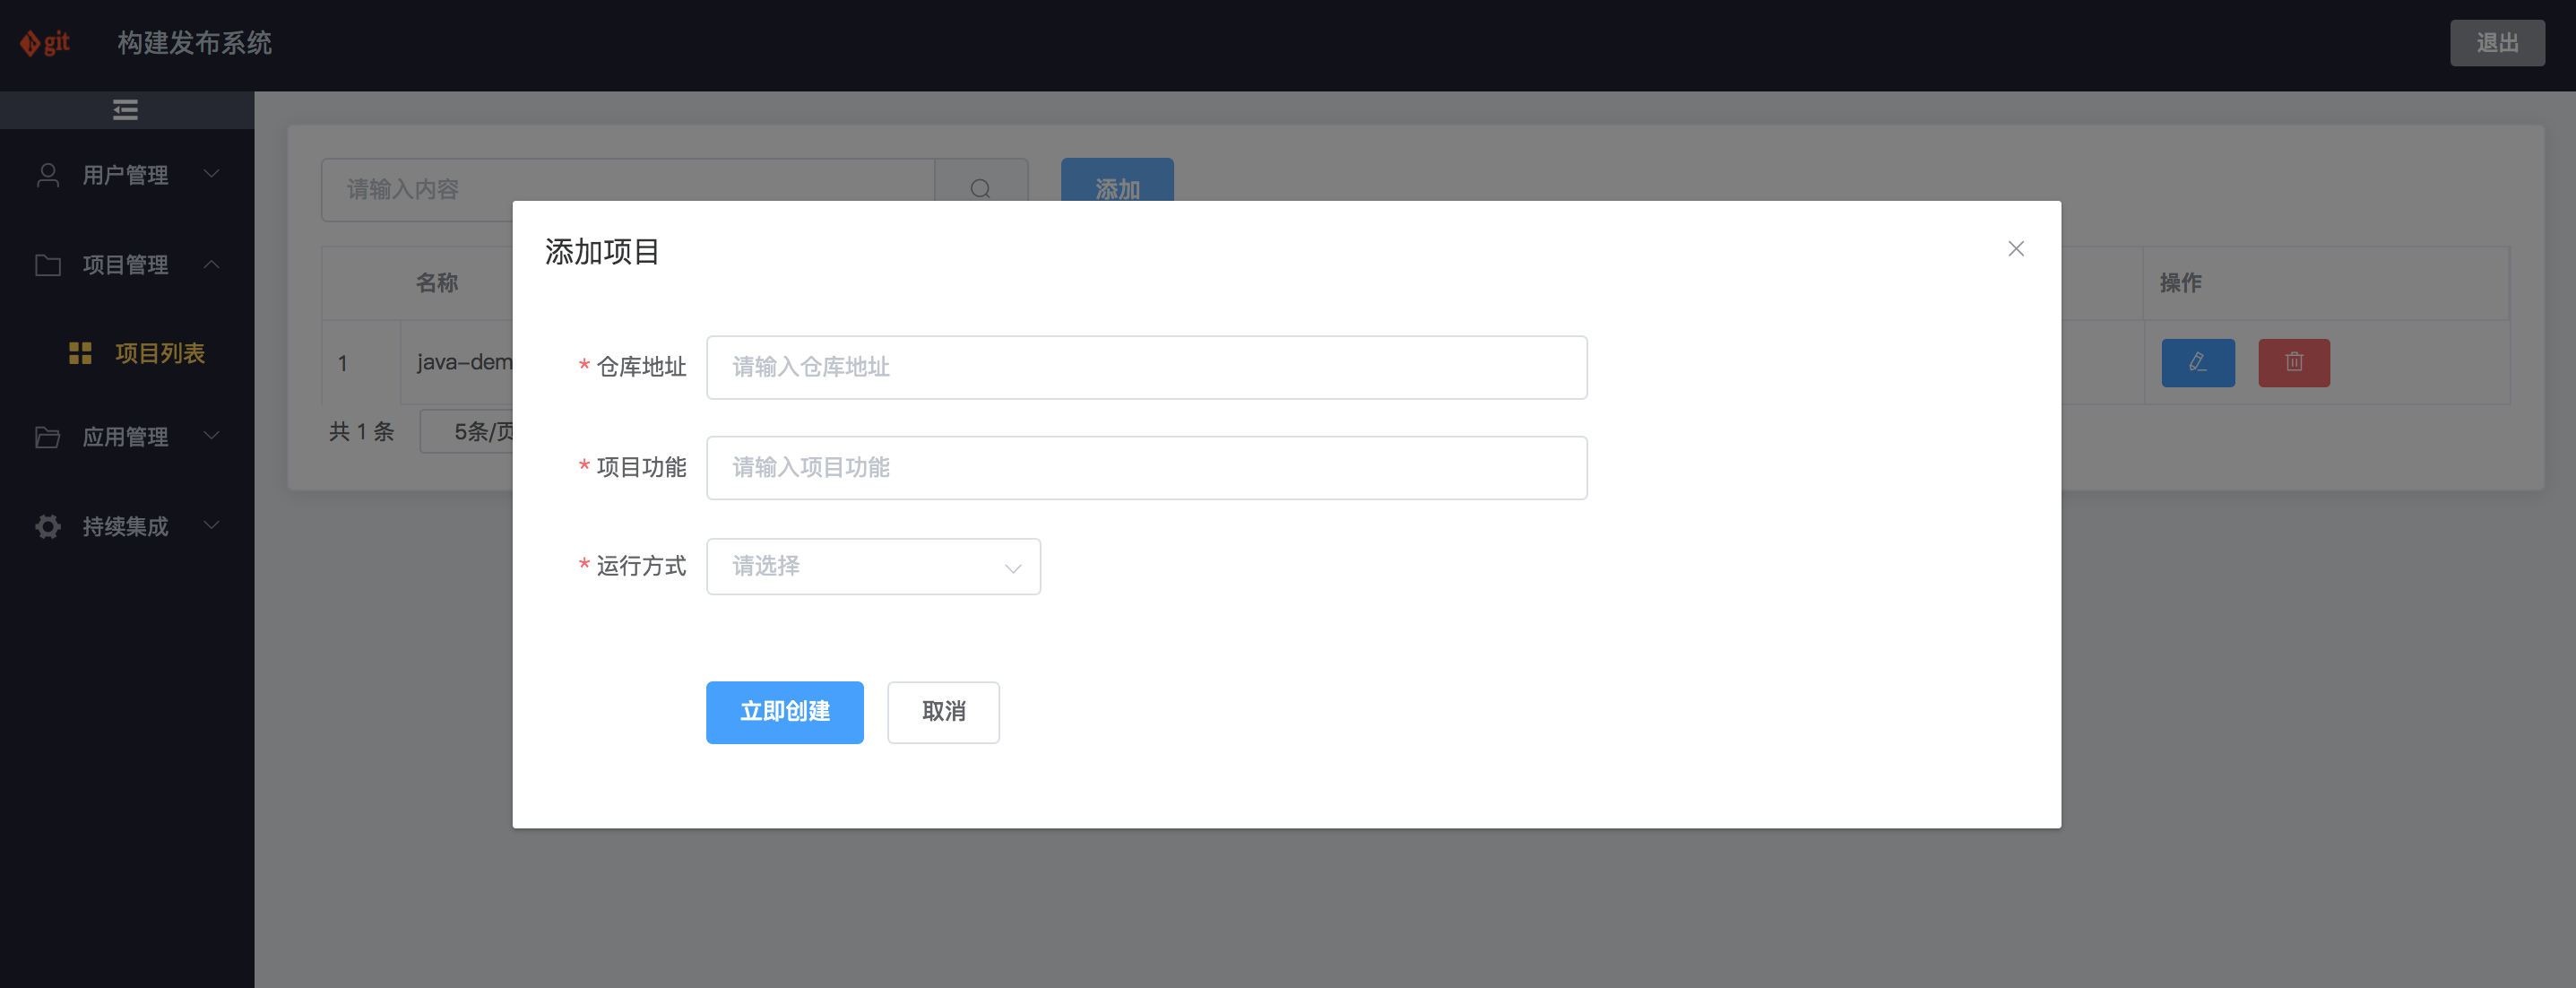 git 构建发布系统 退出
用户管理
项目管理
项目列表
应用管理
持续集成
请输入内容 添加
名称 操作
1 java-dem
共 1 条 5条/页
添加项目
* 仓库地址 请输入仓库地址
* 项目功能 请输入项目功能
* 运行方式 请选择
立即创建 取消